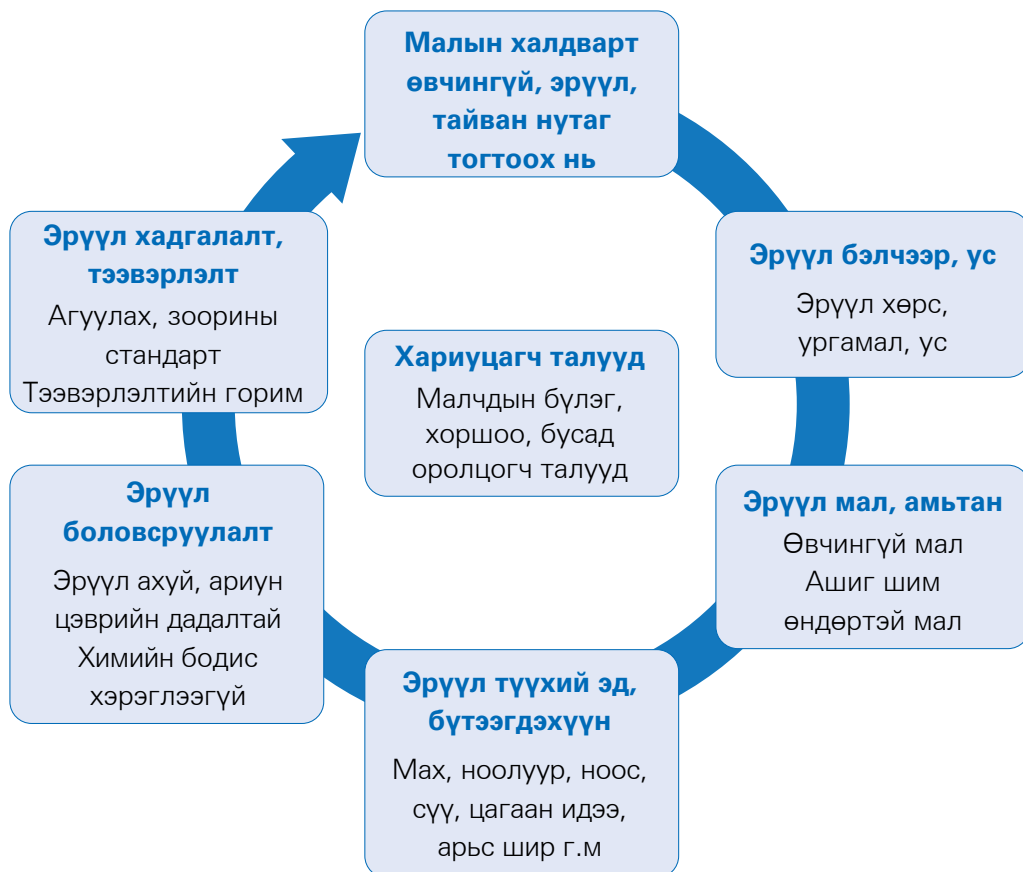 Малын халдварт
өвчингүй, эрүүл,
тайван нутаг
тогтоох нь
Эрүүл бэлчээр, ус
Эрүүл хөрс,
ургамал, ус
Эрүүл мал, амьтан
Өвчингүй мал
Ашиг шим
өндөртэй мал
Эрүүл түүхий эд,
бүтээгдэхүүн
Мах, ноолуур, ноос,
сүү, цагаан идээ,
арьс шир г.м
Эрүүл
боловсруулалт
Эрүүл ахуй, ариун
цэврийн дадалтай
Химийн бодис
хэрэглээгүй
Эрүүл хадгалалт,
тээвэрлэлт
Агуулах, зоорины
стандарт
Тээвэрлэлтийн горим
Хариуцагч талууд
Малчдын бүлэг,
хоршоо, бусад
оролцогч талууд